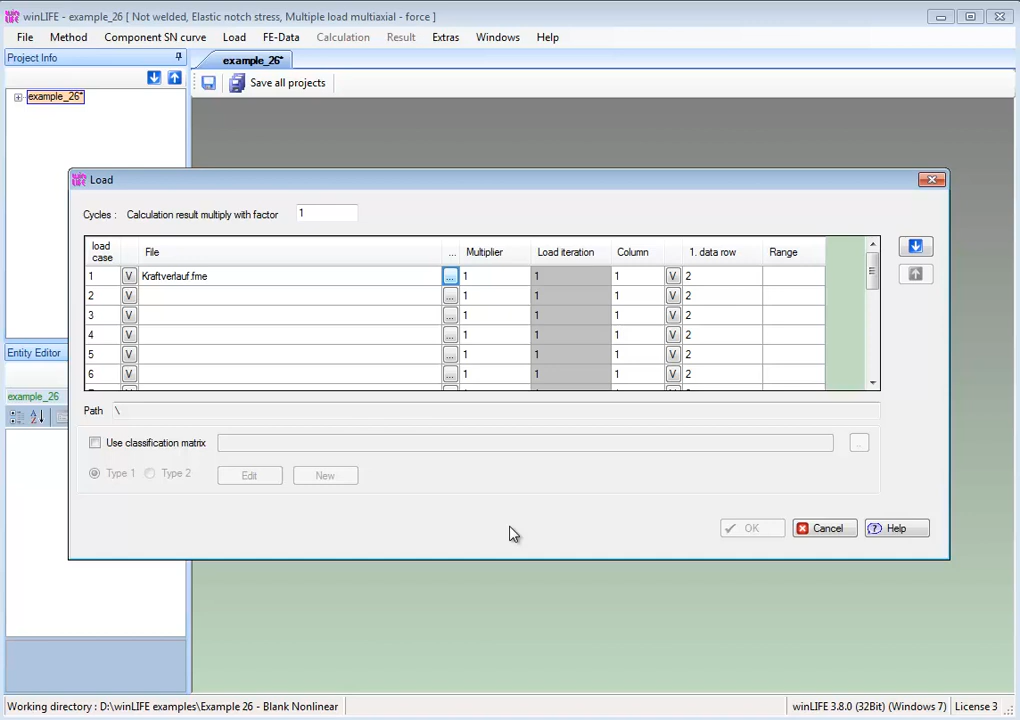 winLIFE - example_26 [ Not welded, Elastic notch stress, Multiple load multiaxial - force ]
File Method Component SN curve Load FE-Data Calculation Result Extras Windows Help
Project Info
example_26*
Save all projects
example_26*
Load
Cycles : Calculation result multiply with factor 1
load case File ... Multiplier Load iteration Column 1. data row Range
1 V Kraftverlauf.fme ... 1 1 1 V 2
2 V ... 1 1 1 V 2
3 V ... 1 1 1 V 2
4 V ... 1 1 1 V 2
5 V ... 1 1 1 V 2
6 V ... 1 1 1 V 2
Entity Editor
example_26
Path \
Use classification matrix ...
Type 1 Type 2 Edit New
OK Cancel Help
Working directory : D:\winLIFE examples\Example 26 - Blank Nonlinear
winLIFE 3.8.0 (32Bit) (Windows 7) License 3